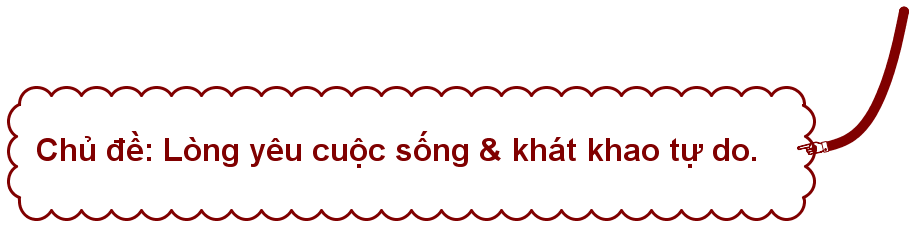 Chủ đề: Lòng yêu cuộc sống & khát khao tự do.